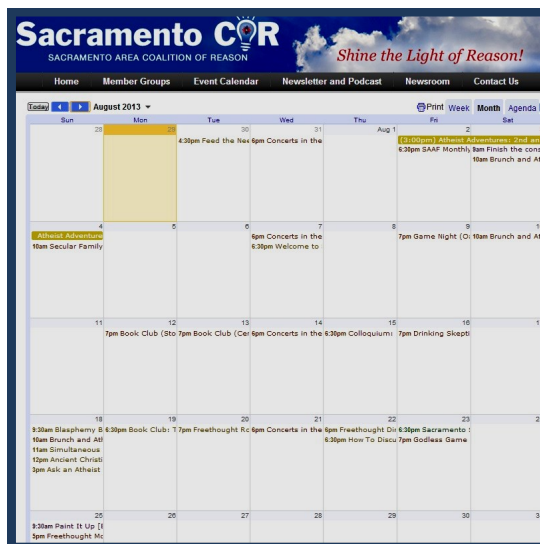 Sacramento COR
SACRAMENTO AREA COALITION OF REASON
Shine the Light of Reason!
Home Member Groups Event Calendar Newsletter and Podcast Newsroom Contact Us
Today August 2013 Print Week Month Agenda
Sun Mon Tue Wed Thu Fri Sat
28 29 30 31 Aug 1 2
4:30pm Feed the Nee 6pm Concerts in the (3:00pm) Atheist Adventures: 2nd an
6:30pm SAAF Monthly 9am Finish the cons
10am Brunch and At
4 5 6 7 8 9 1
Atheist Adventure 6pm Concerts in the 7pm Game Night (O 10am Brunch and At
10am Secular Family 6:30pm Welcome to
11 12 13 14 15 16 1
7pm Book Club (Sto 7pm Book Club (Cer 6pm Concerts in the 6:30pm Colloquium: 7pm Drinking Skepti
18 19 20 21 22 23 2
9:30am Blasphemy B 6:30pm Book Club: T 7pm Freethought Ro 6pm Concerts in the 6pm Freethought Di 6:30pm Sacramento
10am Brunch and Ath 6:30pm How To Discu 7pm Godless Game
11am Simultaneous
12pm Ancient Christi
3pm Ask an Atheist
25 26 27 28 29 30 3
9:30am Paint It Up
5pm Freethought Mo